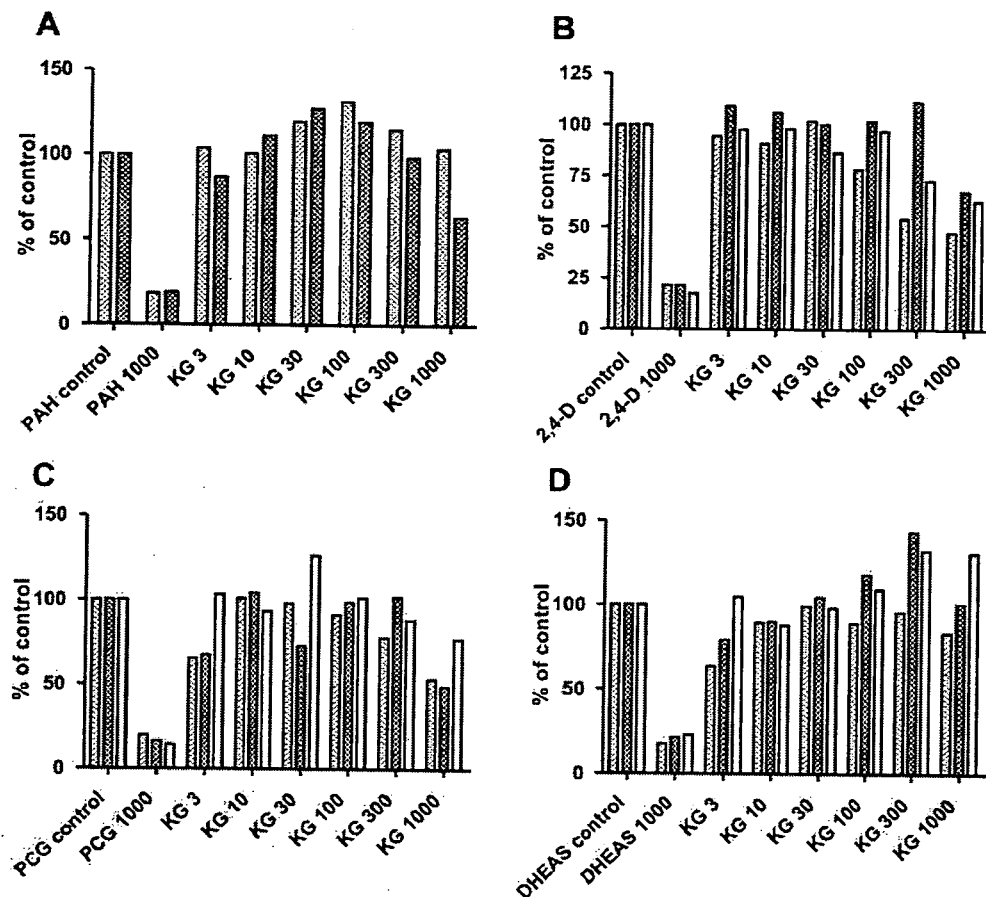 A
% of control
150
100
50
0
PAH control
PAH 1000
KG 3
KG 10
KG 30
KG 100
KG 300
KG 1000
B
% of control
125
100
75
50
25
0
2,4-D control
2,4-D 1000
KG 3
KG 10
KG 30
KG 100
KG 300
KG 1000
C
% of control
150
100
50
0
PCG control
PCG 1000
KG 3
KG 10
KG 30
KG 100
KG 300
KG 1000
D
% of control
150
100
50
0
DHEAS control
DHEAS 1000
KG 3
KG 10
KG 30
KG 100
KG 300
KG 1000